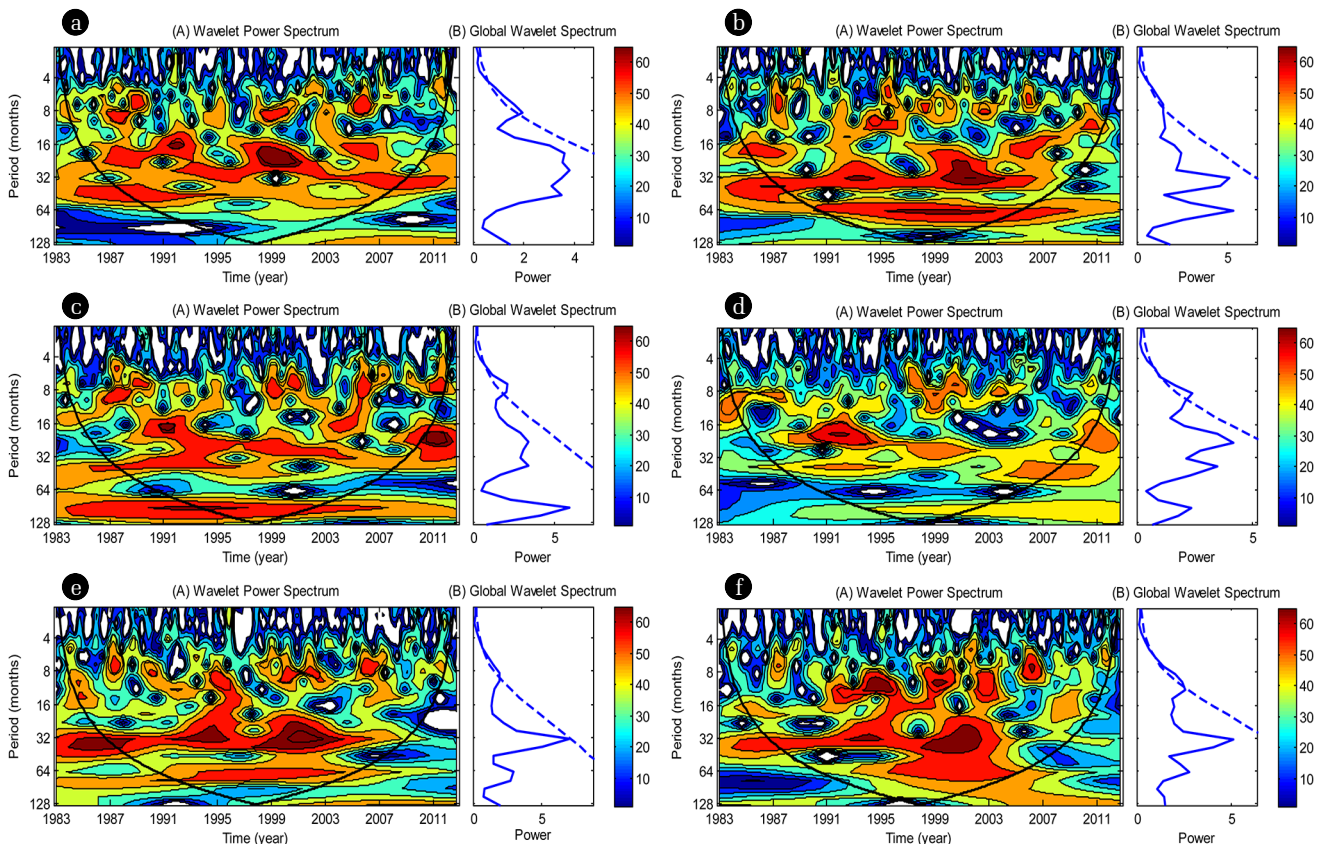 a
(A) Wavelet Power Spectrum
(B) Global Wavelet Spectrum
Period (months)
4
8
16
32
64
128
1983 1987 1991 1995 1999 2003 2007 2011
Time (year)
0 2 4
Power
60
50
40
30
20
10
b
(A) Wavelet Power Spectrum
(B) Global Wavelet Spectrum
Period (months)
4
8
16
32
64
128
1983 1987 1991 1995 1999 2003 2007 2011
Time (year)
0 5
Power
60
50
40
30
20
10
c
(A) Wavelet Power Spectrum
(B) Global Wavelet Spectrum
Period (months)
4
8
16
32
64
128
1983 1987 1991 1995 1999 2003 2007 2011
Time (year)
0 5
Power
60
50
40
30
20
10
d
(A) Wavelet Power Spectrum
(B) Global Wavelet Spectrum
Period (months)
4
8
16
32
64
128
1983 1987 1991 1995 1999 2003 2007 2011
Time (year)
0 5
Power
60
50
40
30
20
10
e
(A) Wavelet Power Spectrum
(B) Global Wavelet Spectrum
Period (months)
4
8
16
32
64
128
1983 1987 1991 1995 1999 2003 2007 2011
Time (year)
0 5
Power
60
50
40
30
20
10
f
(A) Wavelet Power Spectrum
(B) Global Wavelet Spectrum
Period (months)
4
8
16
32
64
128
1983 1987 1991 1995 1999 2003 2007 2011
Time (year)
0 5
Power
60
50
40
30
20
10